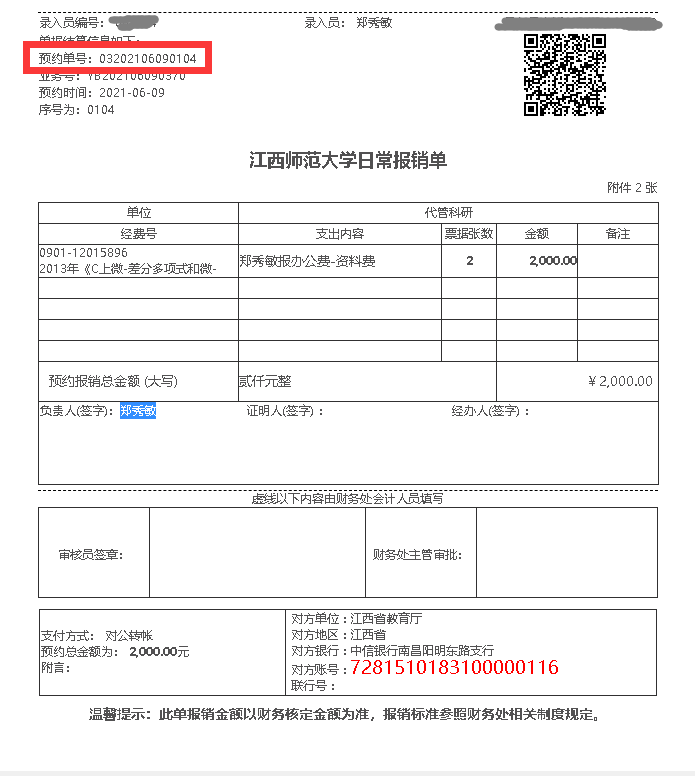 录入员编号:
录入员: 郑秀敏
单报结算信息如下:
预约单号: 03202106090104
业务号: YB202106090370
预约时间: 2021-06-09
序号为: 0104
江西师范大学日常报销单
附件 2 张
单位 代管科研
经费号 支出内容 票据张数 金额 备注
0901-12015896
2013年《C上微-差分多项式和微-
郑秀敏报办公费-资料费 2 2,000.00
预约报销总金额 (大写) 贰仟元整 ¥ 2,000.00
负责人(签字): 郑秀敏 证明人(签字) : 经办人(签字) :
虚线以下内容由财务处会计人员填写
审核员签章: 财务处主管审批:
支付方式: 对公转帐
预约总金额为: 2,000.00元
附言:
对方单位 : 江西省教育厅
对方地区 : 江西省
对方银行 : 中信银行南昌阳明东路支行
对方账号 : 7281510183100000116
联行号 :
温馨提示: 此单报销金额以财务核定金额为准，报销标准参照财务处相关制度规定。